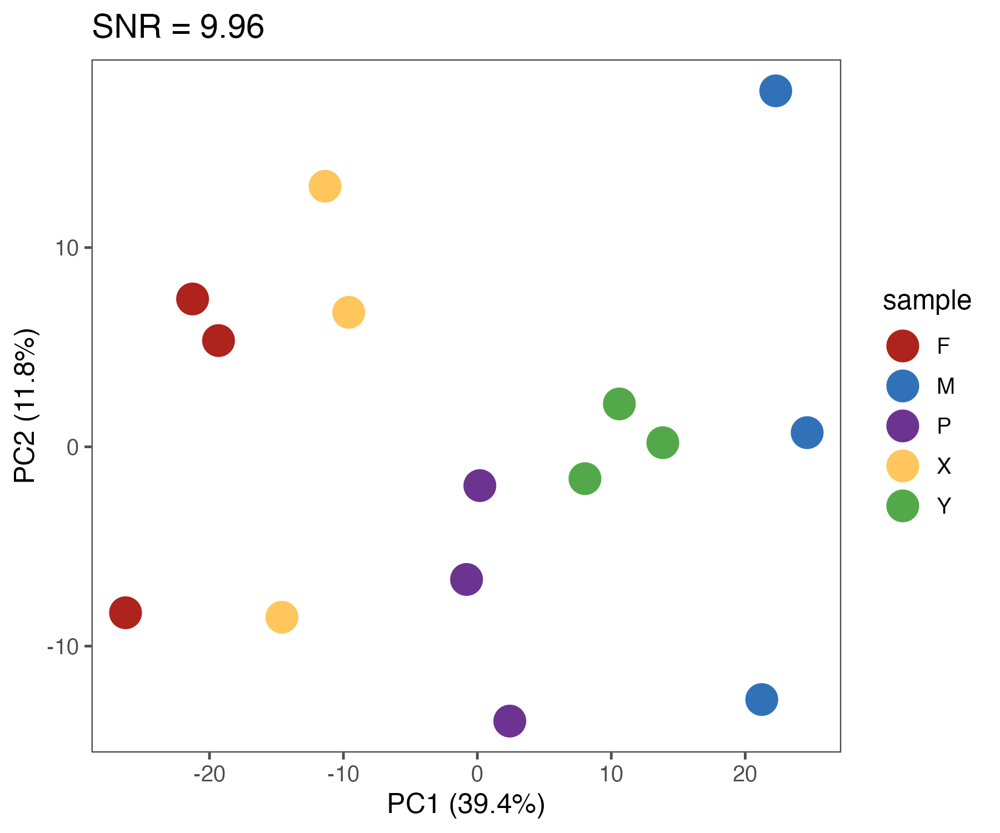 SNR = 9.96
10
0
-10
PC2 (11.8%)
-20
-10
0
10
20
PC1 (39.4%)
sample
F
M
P
X
Y